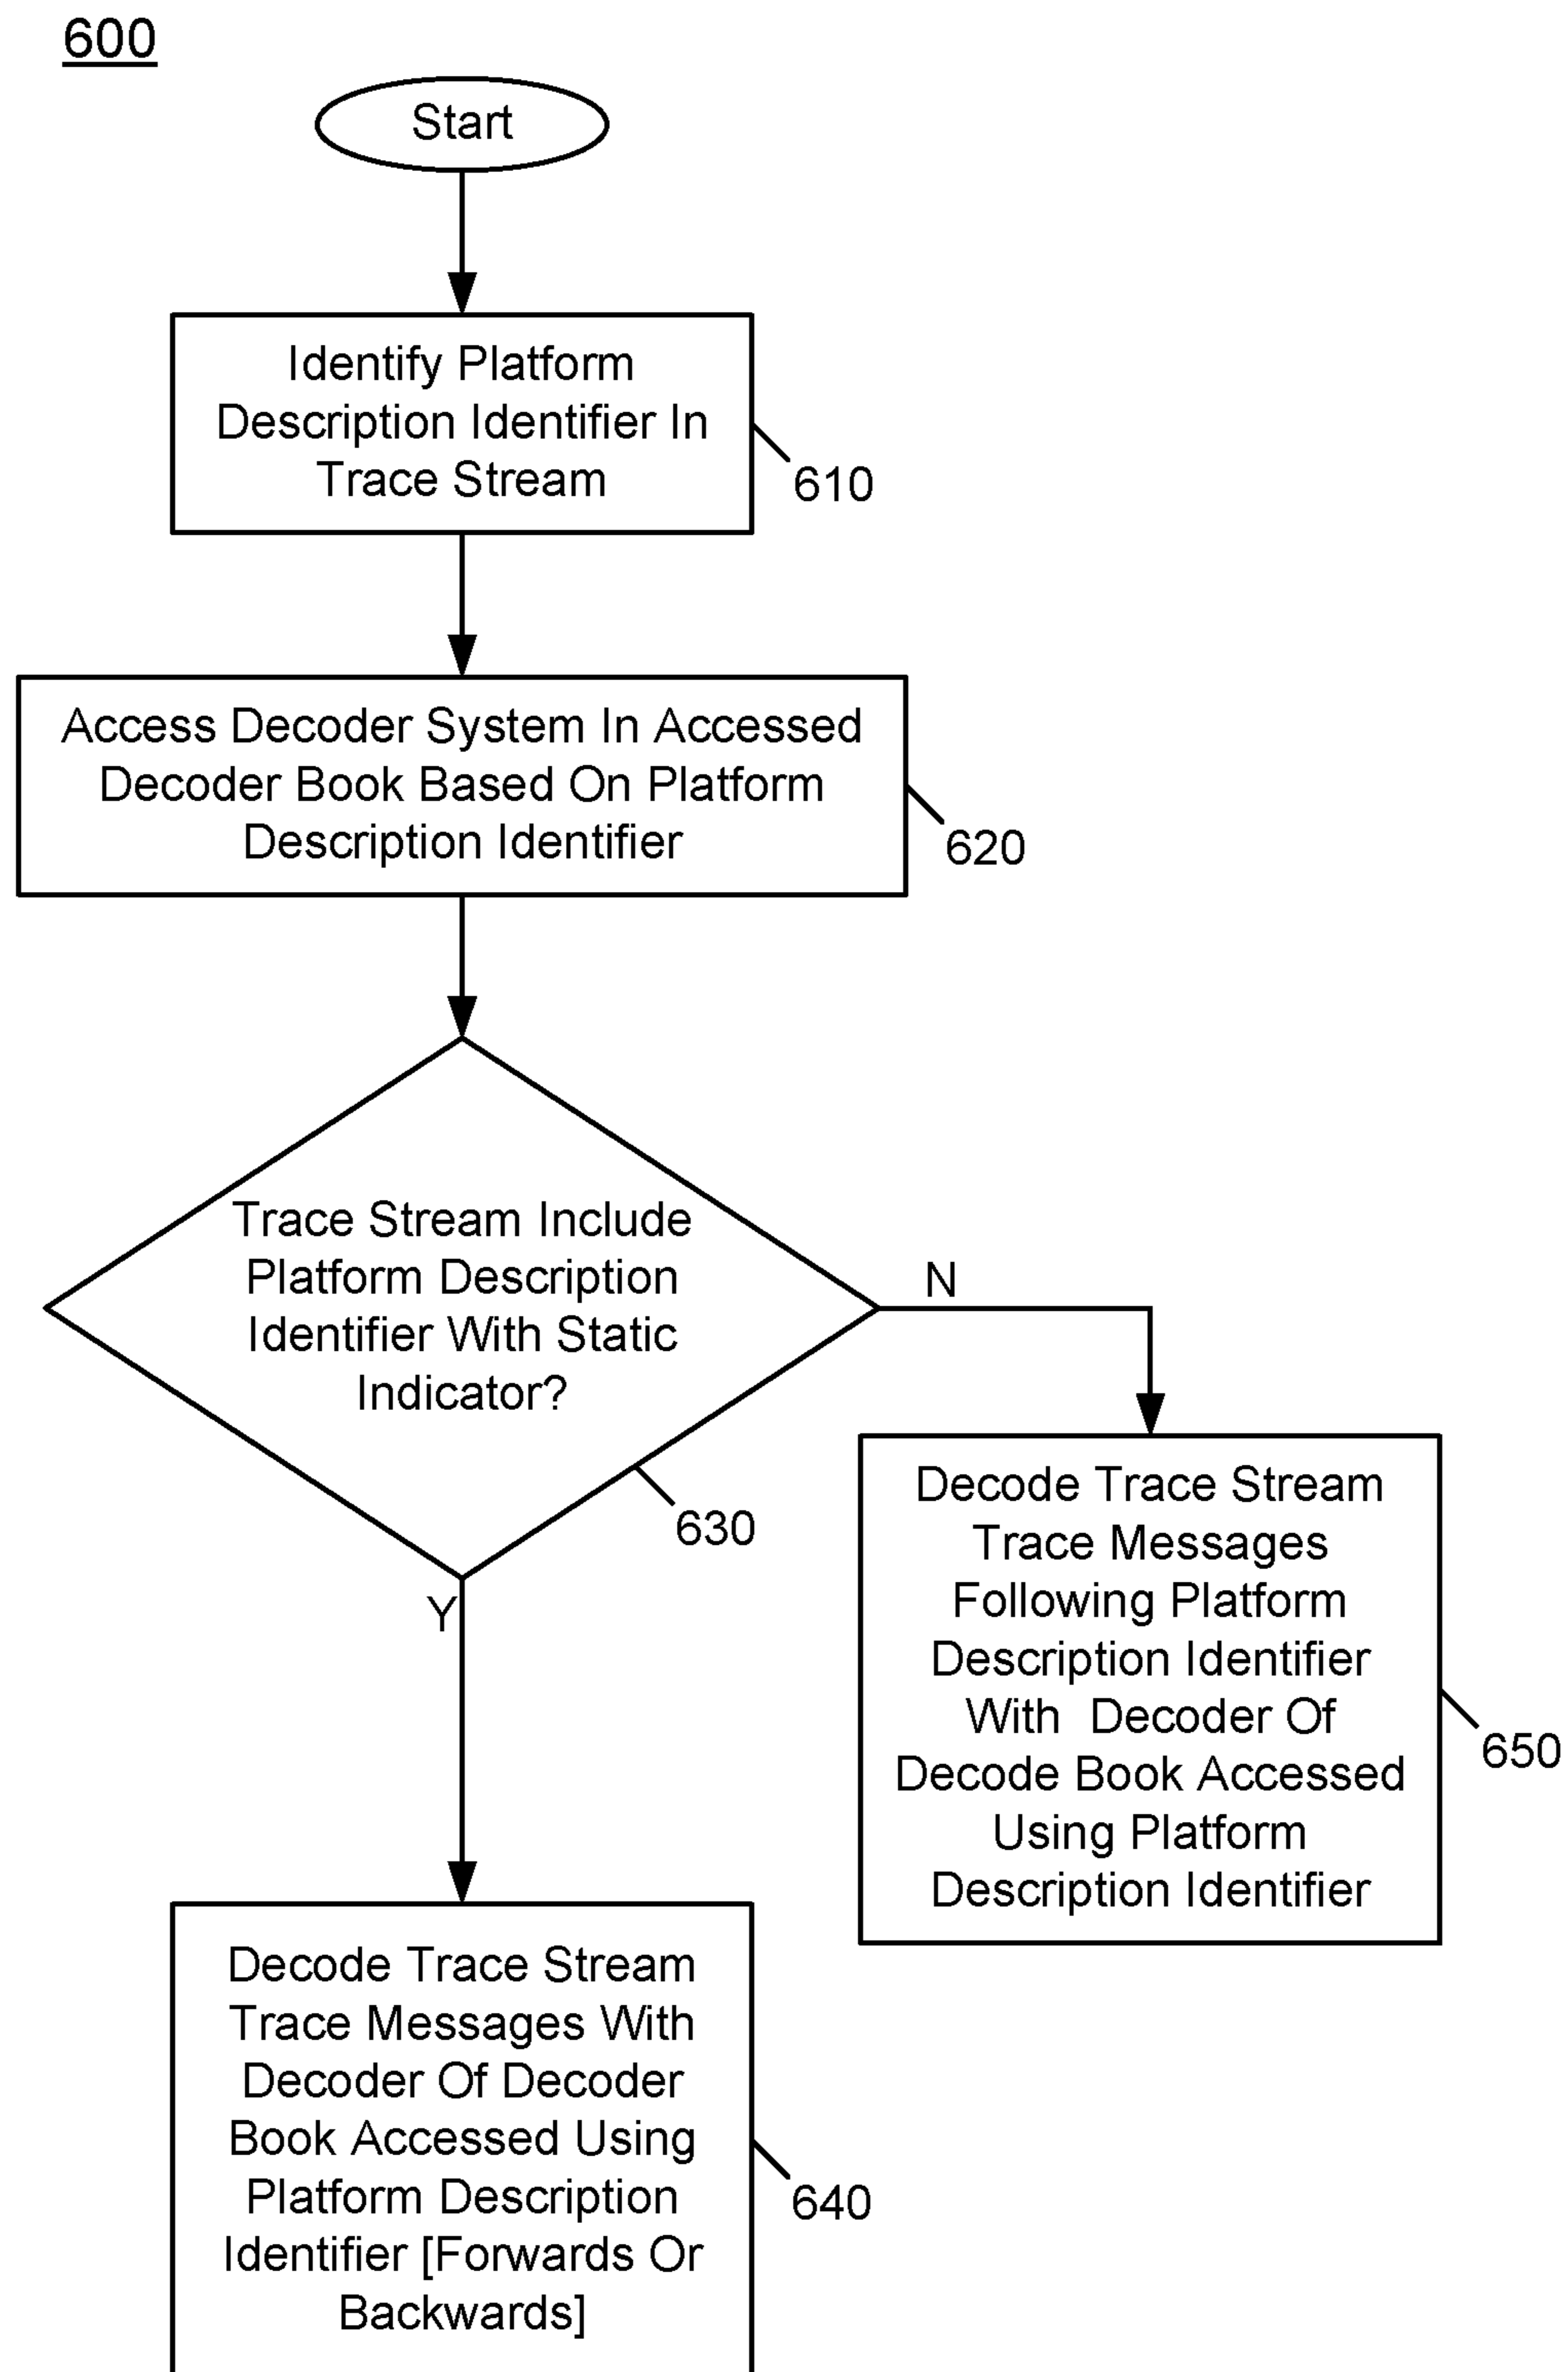 600
Start
Identify Platform
Description Identifier In
Trace Stream
610
Access Decoder System In Accessed
Decoder Book Based On Platform
Description Identifier
620
Trace Stream Include
Platform Description
Identifier With Static
Indicator?
N
630
Y
Decode Trace Stream
Trace Messages
Following Platform
Description Identifier
With Decoder Of
Decode Book Accessed
Using Platform
Description Identifier
650
Decode Trace Stream
Trace Messages With
Decoder Of Decoder
Book Accessed Using
Platform Description
Identifier [Forwards Or
Backwards]
640